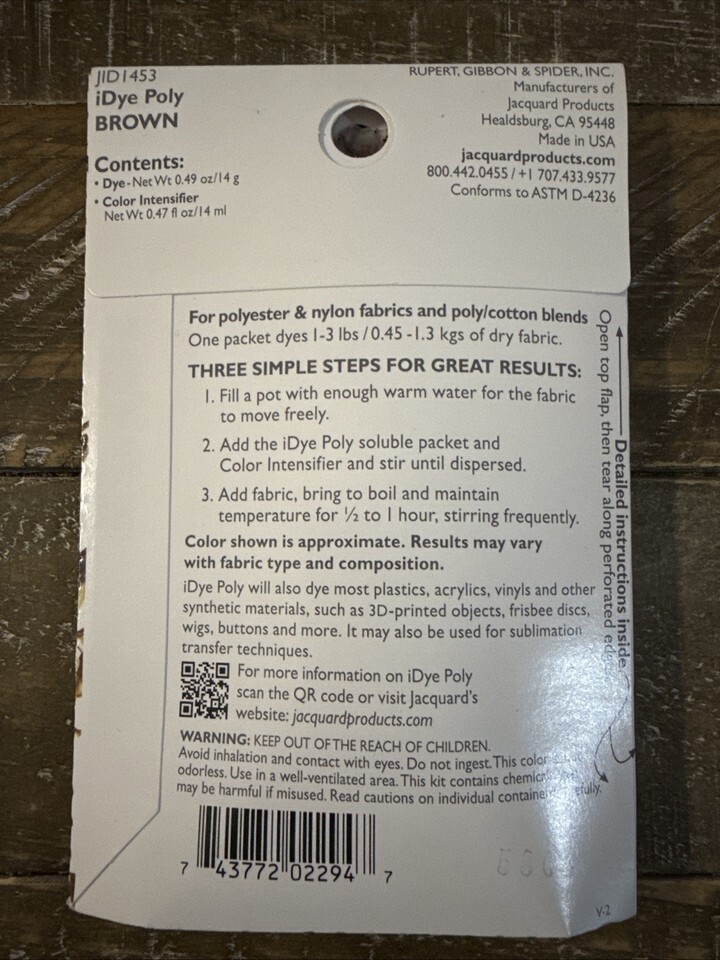 JID1453
iDye Poly
BROWN
Contents:
• Dye - Net Wt 0.49 oz/14 g
• Color Intensifier
Net Wt 0.47 fl oz/14 ml
RUPERT, GIBBON & SPIDER, INC.
Manufacturers of
Jacquard Products
Healdsburg, CA 95448
Made in USA
jacquardproducts.com
800.442.0455 / +1 707.433.9577
Conforms to ASTM D-4236
For polyester & nylon fabrics and poly/cotton blends
One packet dyes 1-3 lbs / 0.45 -1.3 kgs of dry fabric.
THREE SIMPLE STEPS FOR GREAT RESULTS:
1. Fill a pot with enough warm water for the fabric
to move freely.
2. Add the iDye Poly soluble packet and
Color Intensifier and stir until dispersed.
3. Add fabric, bring to boil and maintain
temperature for ½ to 1 hour, stirring frequently.
Color shown is approximate. Results may vary
with fabric type and composition.
iDye Poly will also dye most plastics, acrylics, vinyls and other
synthetic materials, such as 3D-printed objects, frisbee discs,
wigs, buttons and more. It may also be used for sublimation
transfer techniques.
For more information on iDye Poly
scan the QR code or visit Jacquard's
website: jacquardproducts.com
WARNING: KEEP OUT OF THE REACH OF CHILDREN.
Avoid inhalation and contact with eyes. Do not ingest. This color
odorless. Use in a well-ventilated area. This kit contains
may be harmful if misused. Read cautions on individual
7 43772 02294 7
Detailed instructions inside
Open top flap, then tear along perforated
V-2